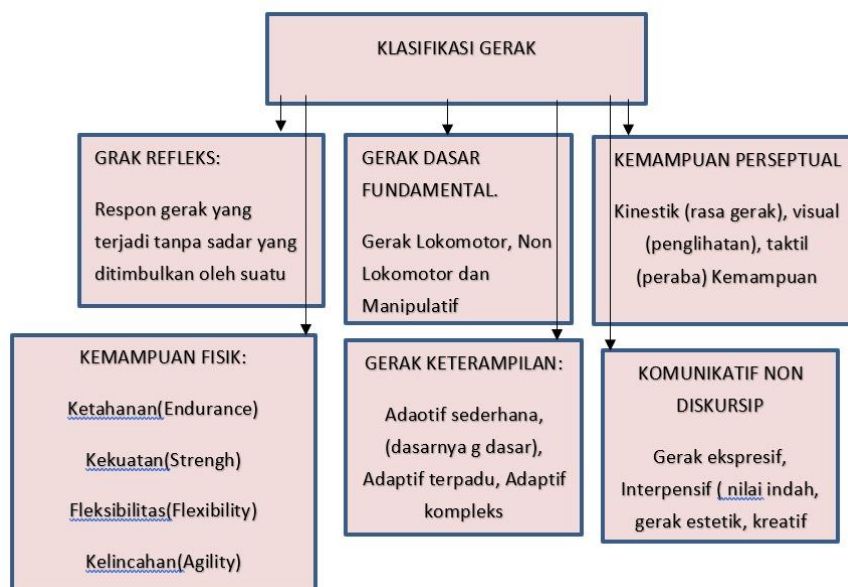 KLASIFIKASI GERAK
GRAK REFLEKS:
Respon gerak yang
terjadi tanpa sadar yang
ditimbulkan oleh suatu
GERAK DASAR
FUNDAMENTAL.
Gerak Lokomotor, Non
Lokomotor dan
Manipulatif
KEMAMPUAN PERSEPTUAL
Kinestik (rasa gerak), visual
(penglihatan), taktil
(peraba) Kemampuan
KEMAMPUAN FISIK:
Ketahanan(Endurance)
Kekuatan(Strengh)
Fleksibilitas(Flexibility)
Kelincahan(Agility)
GERAK KETERAMPILAN:
Adaotif sederhana,
(dasarnya g dasar),
Adaptif terpadu, Adaptif
kompleks
KOMUNIKATIF NON
DISKURSIP
Gerak ekspresif,
Interpensif ( nilai indah,
gerak estetik, kreatif